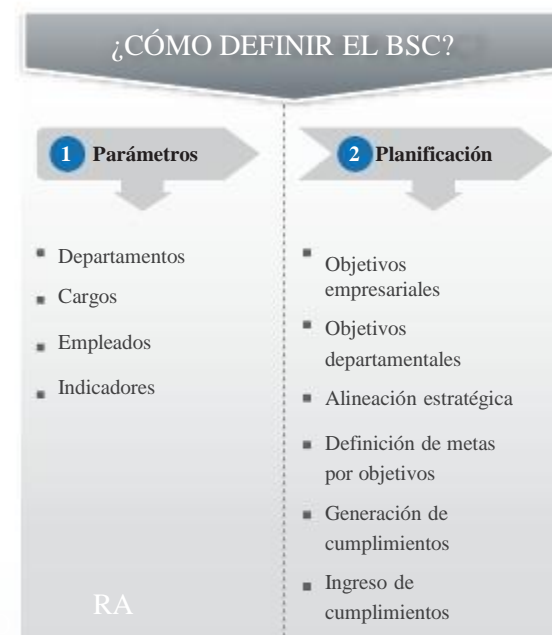 ¿CÓMO DEFINIR EL BSC?
1 Parámetros
Departamentos
Cargos
Empleados
Indicadores
2 Planificación
Objetivos
empresariales
Objetivos
departamentales
Alineación estratégica
Definición de metas
por objetivos
Generación de
cumplimientos
Ingreso de
cumplimientos
RA